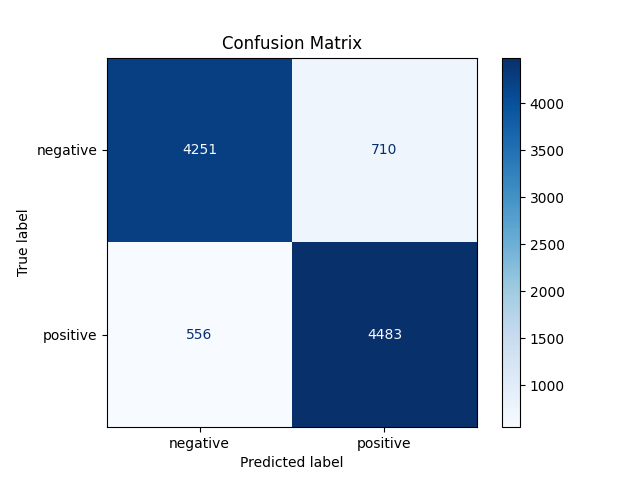 Confusion Matrix
True label
negative
positive
4251 710
556 4483
negative positive
Predicted label
4000
3500
3000
2500
2000
1500
1000